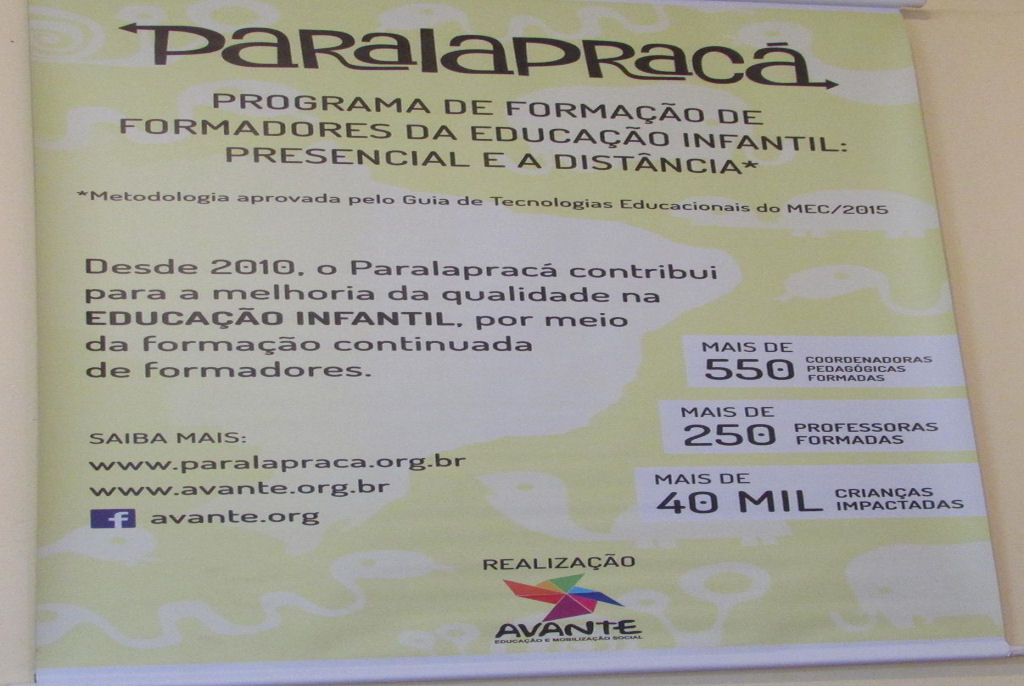 PARALAPRACÁ
PROGRAMA DE FORMAÇÃO DE
FORMADORES DA EDUCAÇÃO INFANTIL:
PRESENCIAL E A DISTÂNCIA*
*Metodologia aprovada pelo Guia de Tecnologias Educacionais do MEC/2015
Desde 2010, o Paralapracá contribui
para a melhoria da qualidade na
EDUCAÇÃO INFANTIL, por meio
da formação continuada
de formadores.
MAIS DE
550 COORDENADORAS
PEDAGÓGICAS
FORMADAS
MAIS DE
250 PROFESSORAS
FORMADAS
MAIS DE
40 MIL CRIANÇAS
IMPACTADAS
SAIBA MAIS:
www.paralapraca.org.br
www.avante.org.br
f avante.org
REALIZAÇÃO
AVANTE
EDUCAÇÃO E MOBILIZAÇÃO SOCIAL